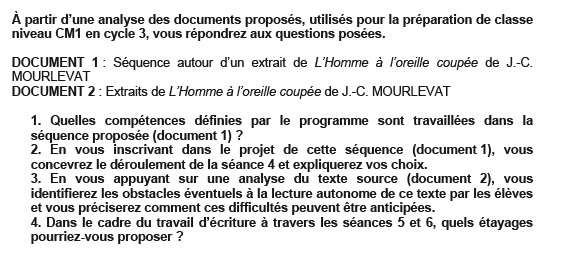 À partir d’une analyse des documents proposés, utilisés pour la préparation de classe
niveau CM1 en cycle 3, vous répondrez aux questions posées.
DOCUMENT 1 : Séquence autour d’un extrait de L’Homme à l’oreille coupée de J.-C.
MOURLEVAT
DOCUMENT 2 : Extraits de L’Homme à l’oreille coupée de J.-C. MOURLEVAT
1. Quelles compétences définies par le programme sont travaillées dans la
séquence proposée (document 1) ?
2. En vous inscrivant dans le projet de cette séquence (document 1), vous
concevrez le déroulement de la séance 4 et expliquerez vos choix.
3. En vous appuyant sur une analyse du texte source (document 2), vous
identifierez les obstacles éventuels à la lecture autonome de ce texte par les élèves
et vous préciserez comment ces difficultés peuvent être anticipées.
4. Dans le cadre du travail d’écriture à travers les séances 5 et 6, quels étayages
pourriez-vous proposer ?